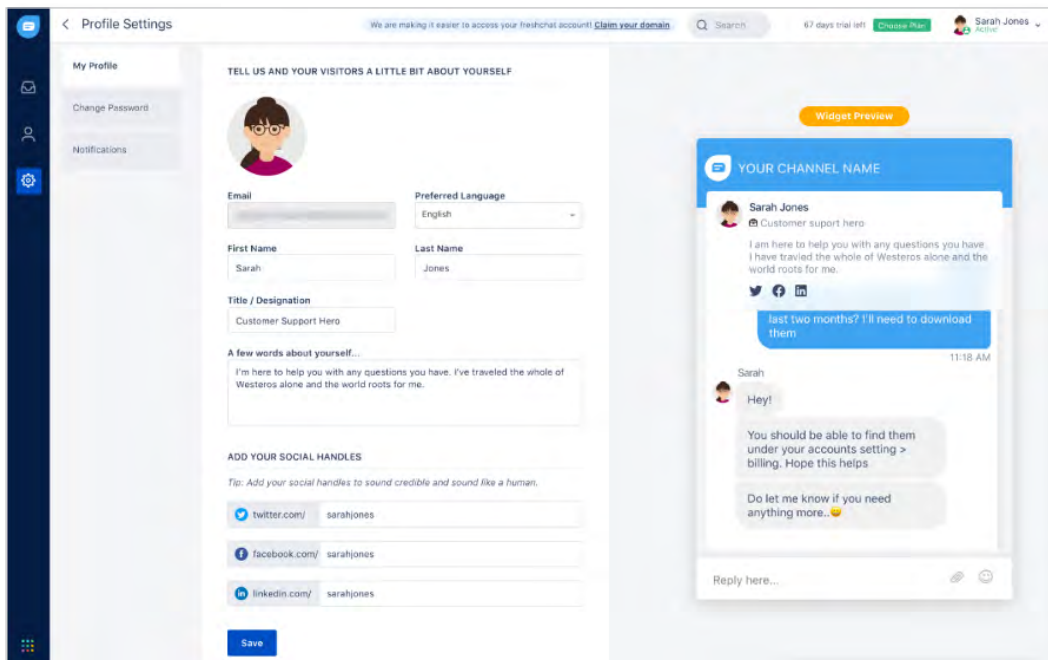 Profile Settings
We are making it easier to access your freshchat account! Claim your domain
Search
67 days trial left
Choose Plan
Sarah Jones
Active
My Profile
Change Password
Notifications
TELL US AND YOUR VISITORS A LITTLE BIT ABOUT YOURSELF
Email
Preferred Language
English
First Name
Last Name
Sarah
Jones
Title / Designation
Customer Support Hero
A few words about yourself...
I'm here to help you with any questions you have. I've traveled the whole of
Westeros alone and the world roots for me.
ADD YOUR SOCIAL HANDLES
Tip: Add your social handles to sound credible and sound like a human.
twitter.com/ sarahjones
facebook.com/ sarahjones
linkedin.com/ sarahjones
Save
Widget Preview
YOUR CHANNEL NAME
Sarah Jones
Customer suport hero
I am here to help you with any questions you have
I have travled the whole of Westeros alone and the
world roots for me.
last two months? I'll need to download
them
11:18 AM
Sarah
Hey!
You should be able to find them
under your accounts setting >
billing. Hope this helps
Do let me know if you need
anything more..😀
Reply here...